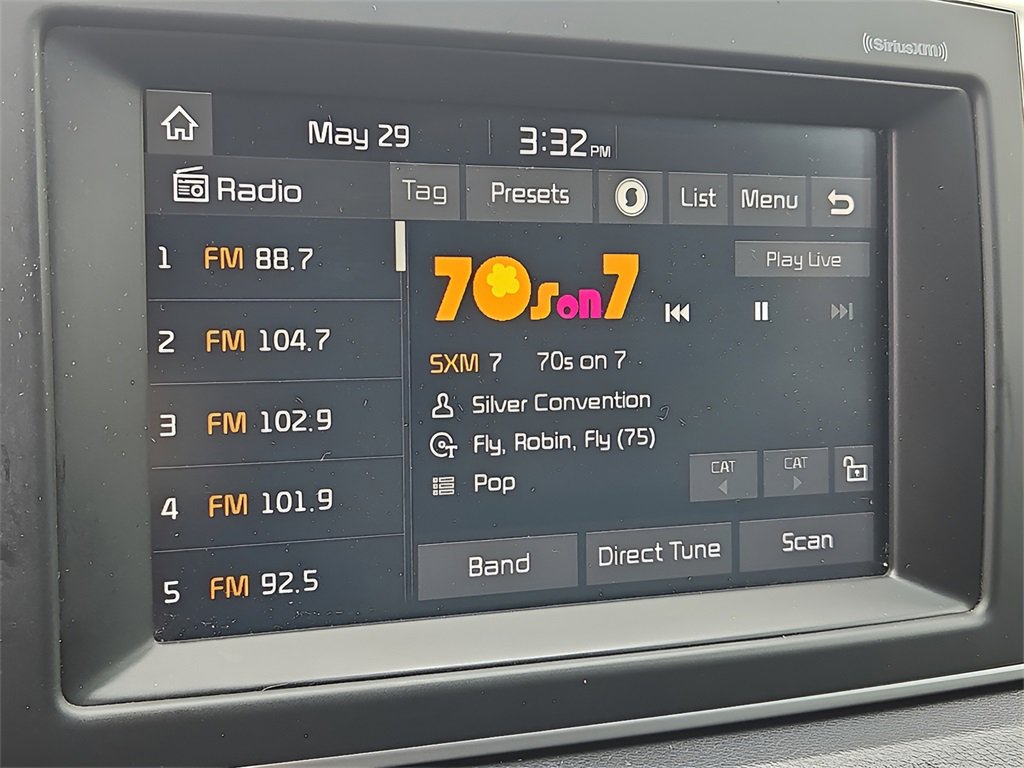 ((SiriusXM))
May 29
3:32 PM
Radio
Tag
Presets
List
Menu
1 FM 88.7
2 FM 104.7
3 FM 102.9
4 FM 101.9
5 FM 92.5
Play Live
70s on 7
SXM 7 70s on 7
Silver Convention
Fly, Robin, Fly (75)
Pop
CAT
CAT
Band
Direct Tune
Scan